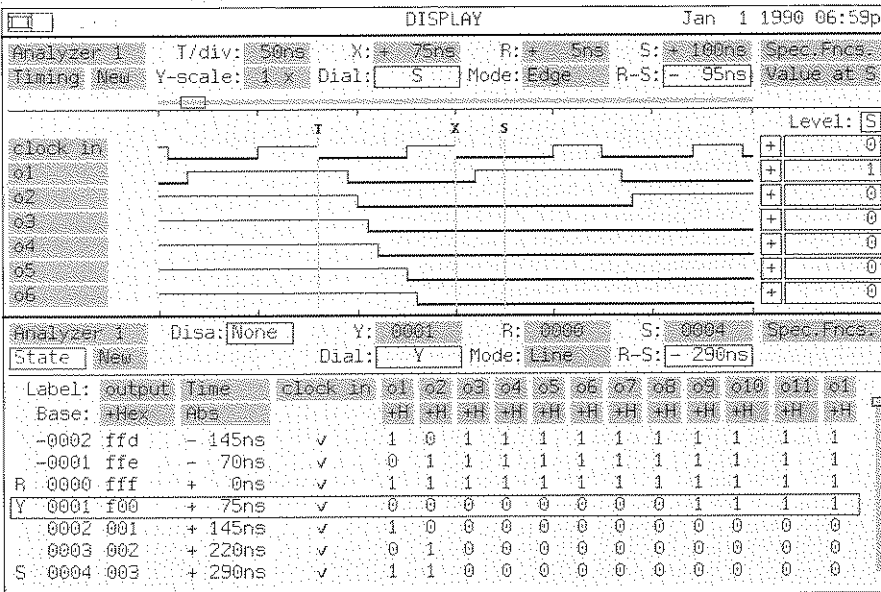 DISPLAY Jan 1 1990 06:59p
Analyzer 1 T/div: 50ns X: + 75ns R: + 5ns S: + 100ns Spec.Fncs.
Timing New Y-scale: 1 x Dial: S Mode: Edge R-S: - 95ns Value at S
Level: S
T X S
clock in + 0
o1 + 1
o2 + 0
o3 + 0
o4 + 0
o5 + 0
o6 + 0
Analyzer 1 Disa: None Y: 0001 R: 0000 S: 0004 Spec.Fncs.
State New Dial: Y Mode: Line R-S: - 290ns
Label: output Time clock in o1 o2 o3 o4 o5 o6 o7 o8 o9 o10 o11 o1
Base: +Hex Abs +H +H +H +H +H +H +H +H +H +H +H +H
-0002 ffd - 145ns √ 1 0 1 1 1 1 1 1 1 1 1 1
-0001 ffe - 70ns √ 0 1 1 1 1 1 1 1 1 1 1 1
R 0000 fff + 0ns √ 1 1 1 1 1 1 1 1 1 1 1 1
Y 0001 f00 + 75ns √ 0 0 0 0 0 0 0 0 1 1 1 1
0002 001 + 145ns √ 1 0 0 0 0 0 0 0 0 0 0 0
0003 002 + 220ns √ 0 1 0 0 0 0 0 0 0 0 0 0
S 0004 003 + 290ns √ 1 1 0 0 0 0 0 0 0 0 0 0